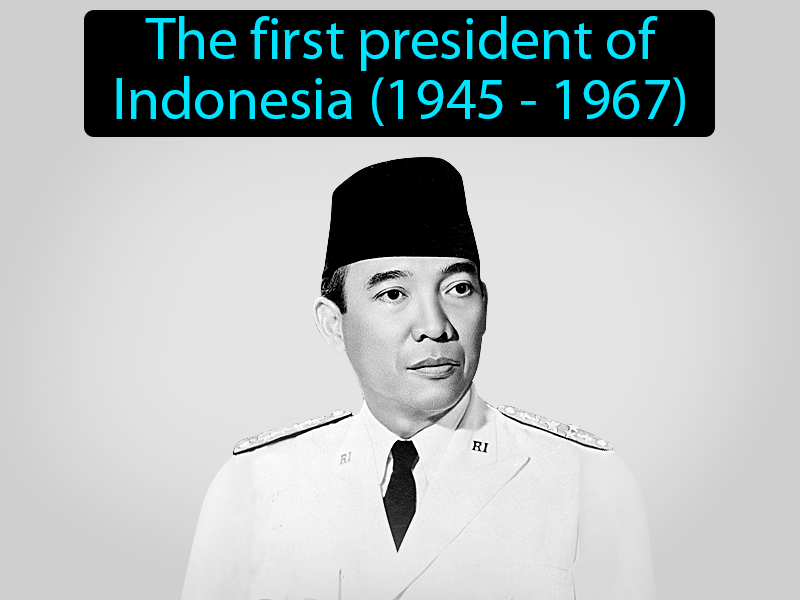 The first president of
Indonesia (1945 - 1967)
RI
RI